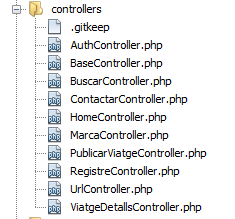 controllers
.gitkeep
AuthController.php
BaseController.php
BuscarController.php
ContactarController.php
HomeController.php
MarcaController.php
PublicarViatgeController.php
RegistreController.php
UrlController.php
ViatgeDetallsController.php